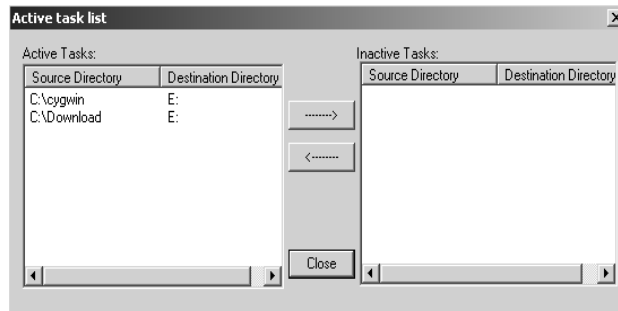 Active task list
Active Tasks:
Source Directory Destination Directory
C:\cygwin E:
C:\Download E:
-------->
<--------
Close
Inactive Tasks:
Source Directory Destination Directory